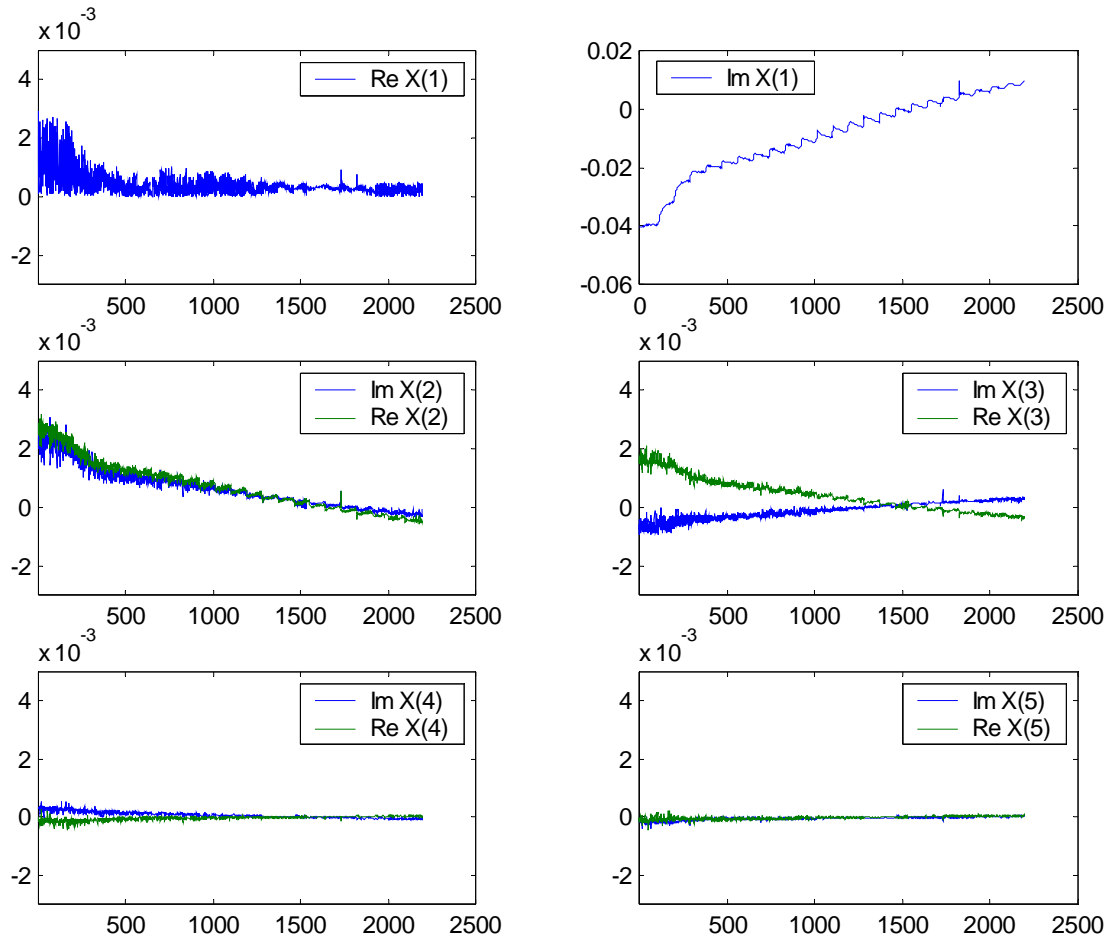 x 10^-3
4
2
0
-2
Re X(1)
500 1000 1500 2000 2500
0.02
0
-0.02
-0.04
-0.06
Im X(1)
0 500 1000 1500 2000 2500
x 10^-3
4
2
0
-2
Im X(2)
Re X(2)
500 1000 1500 2000 2500
x 10^-3
4
2
0
-2
Im X(3)
Re X(3)
500 1000 1500 2000 2500
x 10^-3
4
2
0
-2
Im X(4)
Re X(4)
500 1000 1500 2000 2500
x 10^-3
4
2
0
-2
Im X(5)
Re X(5)
500 1000 1500 2000 2500